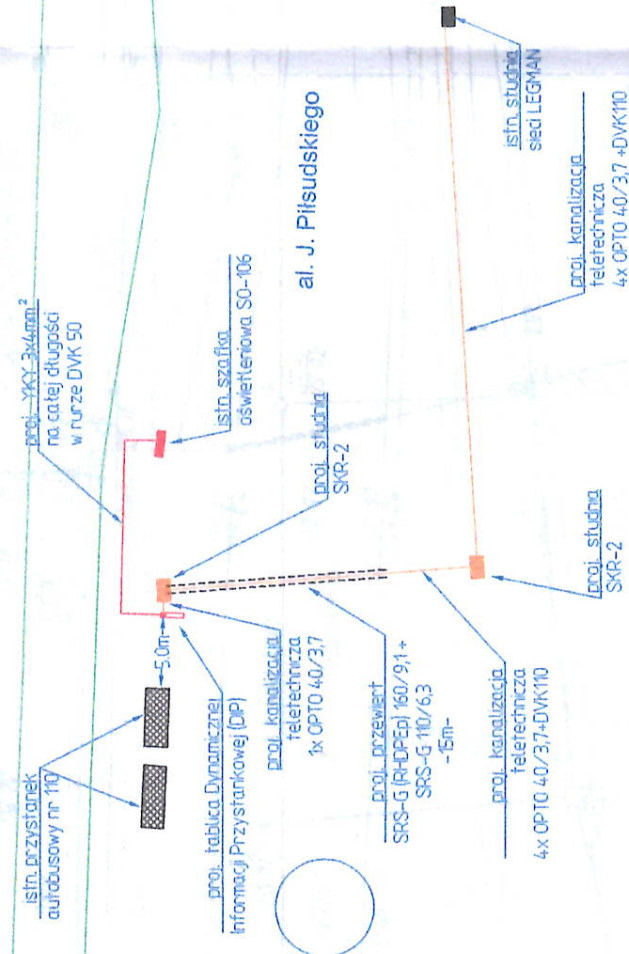 istn. przystanek
autobusowy nr 110
proj. YKY 3x4mm²
na całej długości
w rurze DVK 50
5.0m
istn. szafka
oświetleniowa SO-106
al. J. Piłsudskiego
proj. tablica Dynamicznej
Informacji Przystankowej (DIP)
proj. kanalizacja
teletechniczna
1x OPTO 40/3,7
proj. studnia
SKR-2
proj. przewiert
SRS-G (RHDPEp) 160/9,1 +
SRS-G 110/6,3
~15m~
proj. kanalizacja
teletechniczna
4x OPTO 40/3,7+DVK110
proj. studnia
SKR-2
proj. kanalizacja
teletechniczna
4x OPTO 40/3,7 +DVK110
istn. studnia
sieci LEGMAN